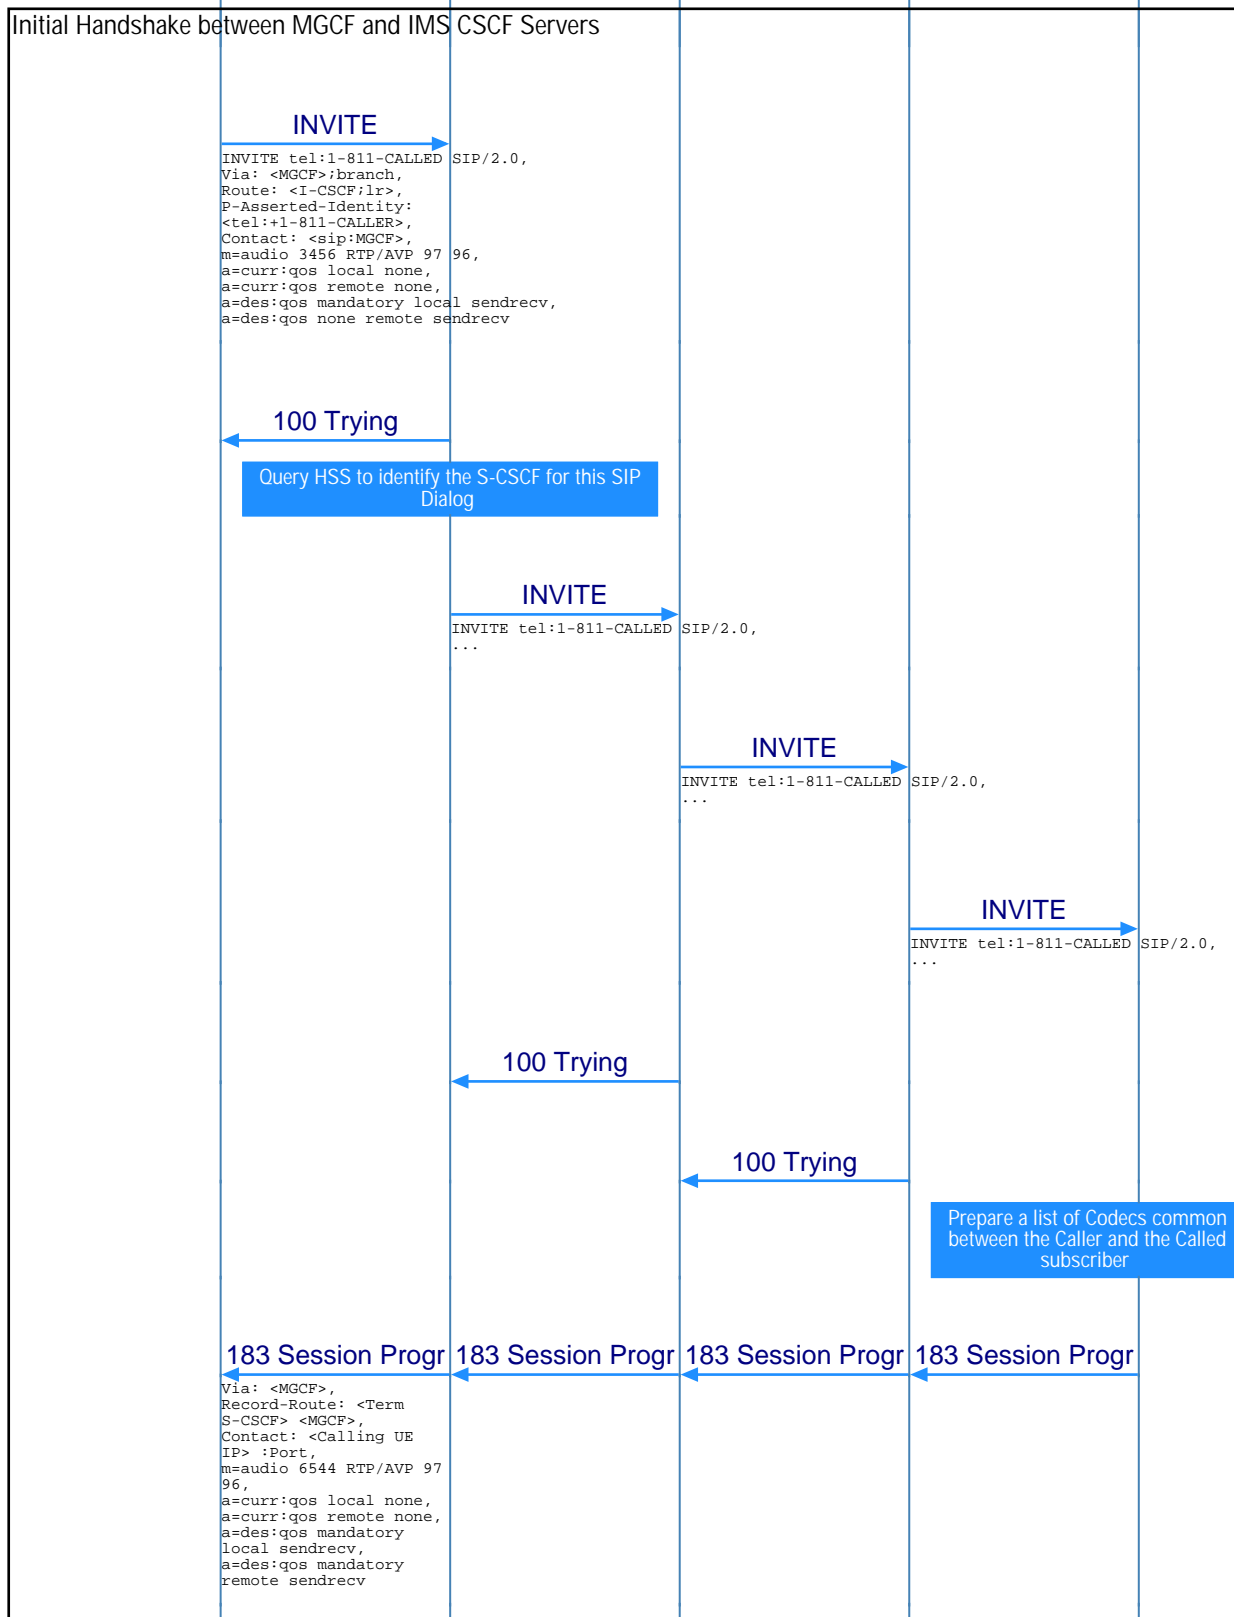 Initial Handshake between MGCF and IMS CSCF Servers
INVITE
INVITE tel:1-811-CALLED SIP/2.0,
Via: <MGCF>;branch,
Route: <I-CSCF;lr>,
P-Asserted-Identity:
<tel:+1-811-CALLER>,
Contact: <sip:MGCF>,
m=audio 3456 RTP/AVP 97 96,
a=curr:qos local none,
a=curr:qos remote none,
a=des:qos mandatory local sendrecv,
a=des:qos none remote sendrecv
100 Trying
Query HSS to identify the S-CSCF for this SIP
Dialog
INVITE
INVITE tel:1-811-CALLED SIP/2.0,
...
INVITE
INVITE tel:1-811-CALLED SIP/2.0,
...
INVITE
INVITE tel:1-811-CALLED SIP/2.0,
...
100 Trying
100 Trying
Prepare a list of Codecs common
between the Caller and the Called
subscriber
183 Session Progr 183 Session Progr 183 Session Progr 183 Session Progr
Via: <MGCF>,
Record-Route: <Term
S-CSCF> <MGCF>,
Contact: <Calling UE
IP> :Port,
m=audio 6544 RTP/AVP 97
96,
a=curr:qos local none,
a=curr:qos remote none,
a=des:qos mandatory
local sendrecv,
a=des:qos mandatory
remote sendrecv